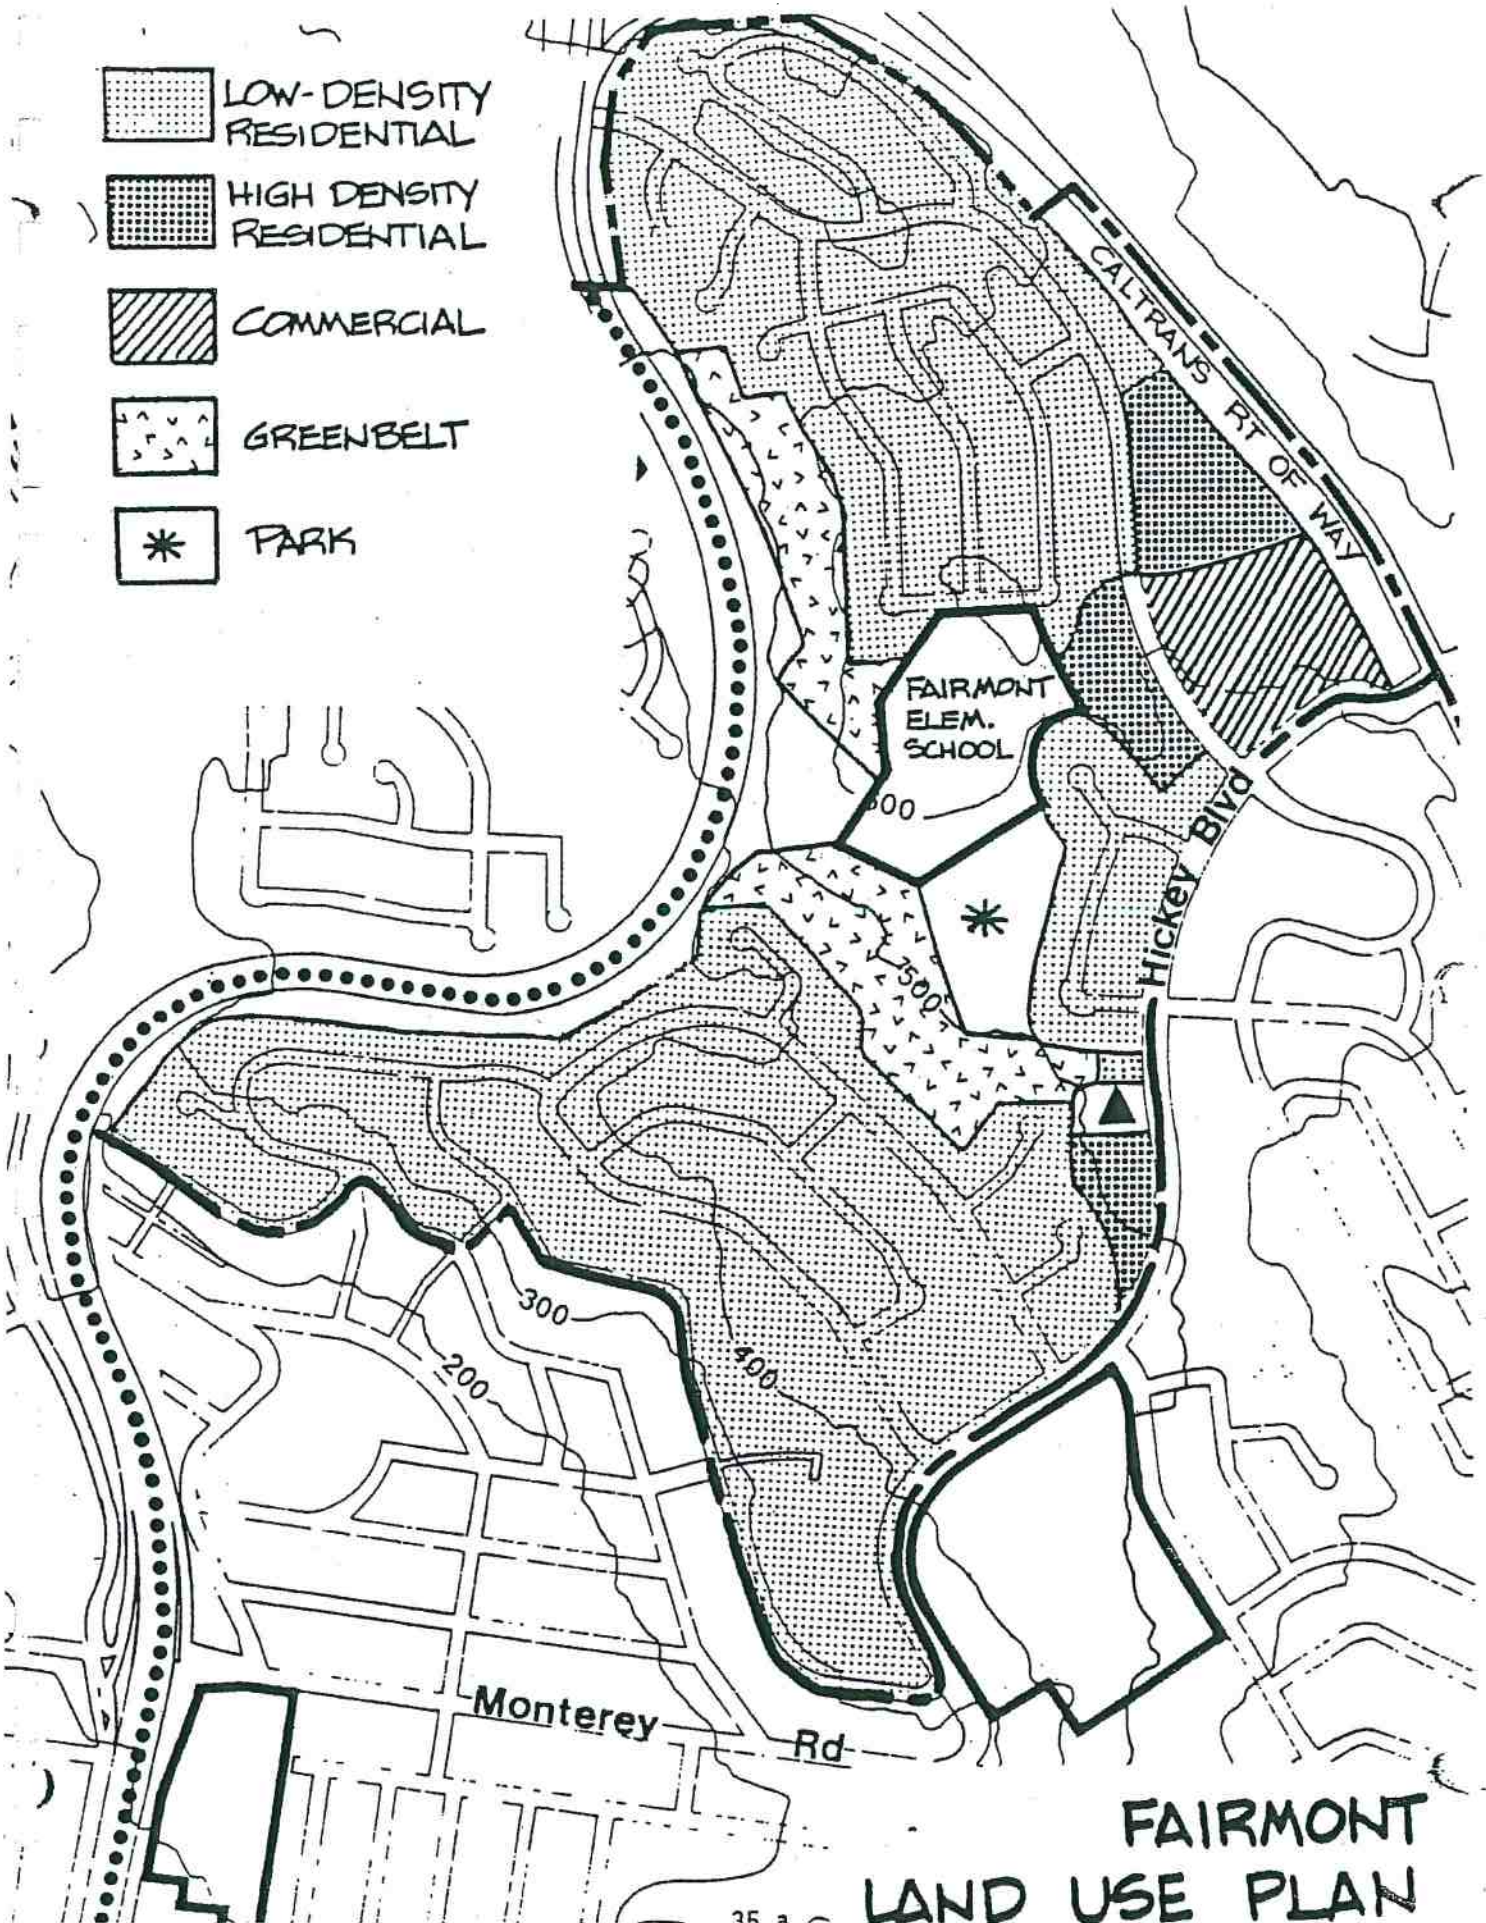 LOW-DENSITY
RESIDENTIAL
HIGH DENSITY
RESIDENTIAL
COMMERCIAL
GREENBELT
PARK
CALTRANS RT OF WAY
FAIRMONT
ELEM.
SCHOOL
Hickey Blvd
500
300
200
400
Monterey Rd
FAIRMONT
LAND USE PLAN